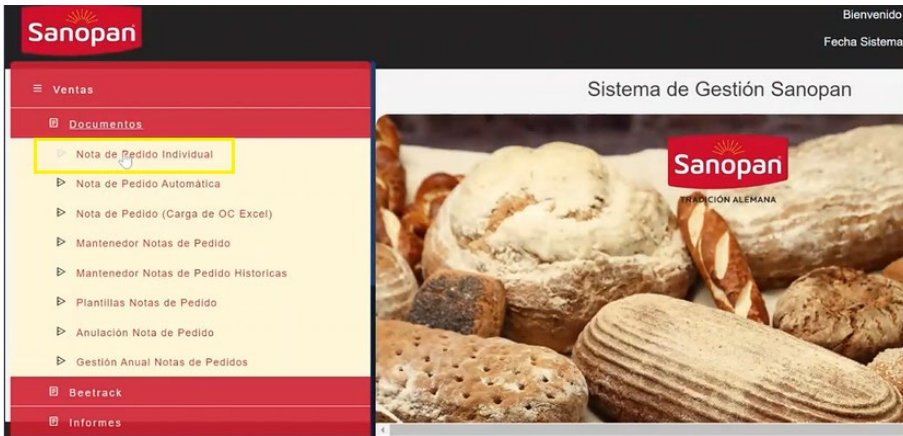 Sanopan
Bienvenido
Fecha Sistema
Ventas
Documentos
Nota de Pedido Individual
Nota de Pedido Automática
Nota de Pedido (Carga de OC Excel)
Mantenedor Notas de Pedido
Mantenedor Notas de Pedido Historicas
Plantillas Notas de Pedido
Anulación Nota de Pedido
Gestión Anual Notas de Pedidos
Beetrack
Informes
Sistema de Gestión Sanopan
Sanopan
TRADICIÓN ALEMANA